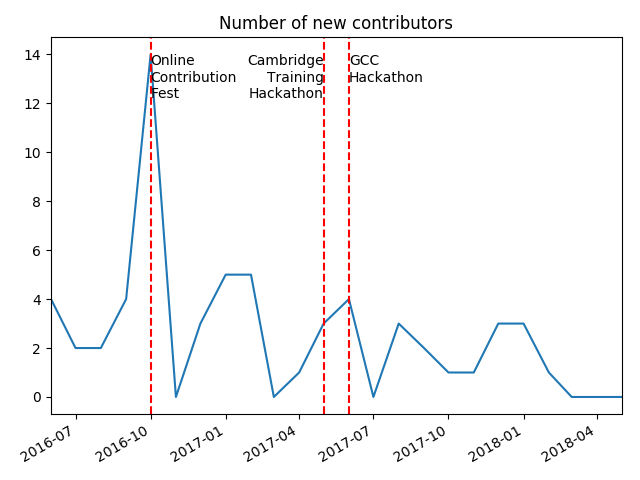 Number of new contributors
14
12
10
8
6
4
2
0
Online
Contribution
Fest
Cambridge
Training
Hackathon
GCC
Hackathon
2016-07
2016-10
2017-01
2017-04
2017-07
2017-10
2018-01
2018-04